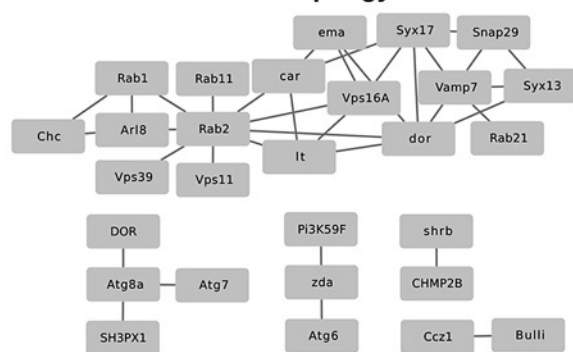 ema
Syx17
Snap29
Rab1
Rab11
car
Vps16A
Vamp7
Syx13
Chc
Arl8
Rab2
lt
dor
Rab21
Vps39
Vps11
DOR
Pi3K59F
shrb
Atg8a
Atg7
zda
CHMP2B
SH3PX1
Atg6
Ccz1
Bulli